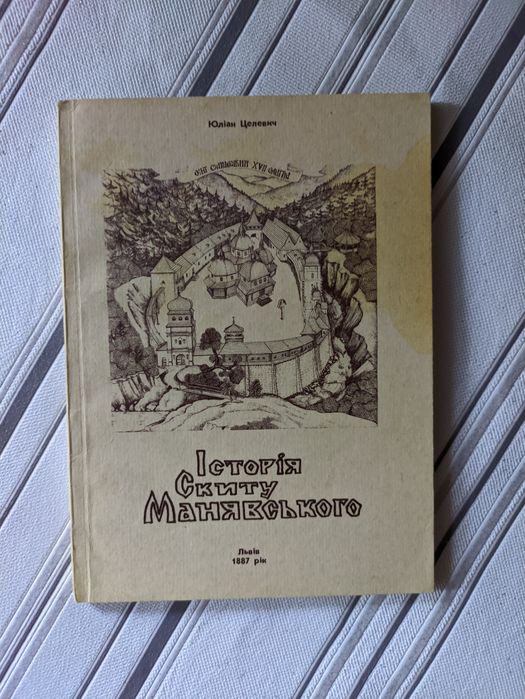 Юліан Целевич
Історія
Скиту
Манявського
Львів
1887 рік